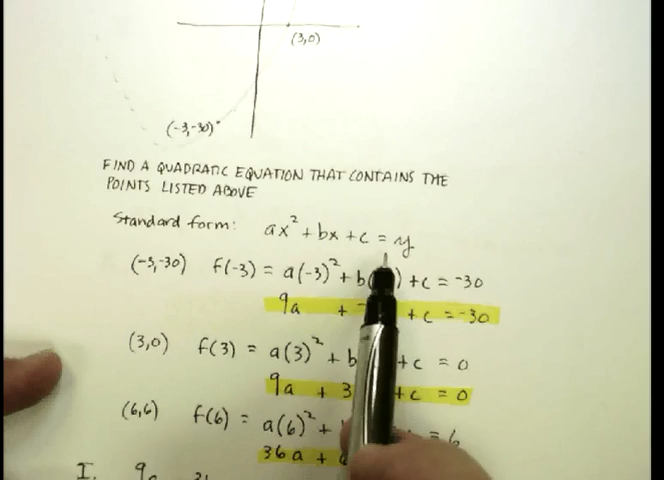 (3,0)
(-3,-30)
FIND A QUADRATIC EQUATION THAT CONTAINS THE
POINTS LISTED ABOVE
Standard form: ax² + bx + c = y
(-3,-30) f(-3) = a(-3)² + b( ) + c = -30
9a + + c = -30
(3,0) f(3) = a(3)² + b + c = 0
9a + 3 + c = 0
(6,6) f(6) = a(6)² + = 6
36a +
I. 9a